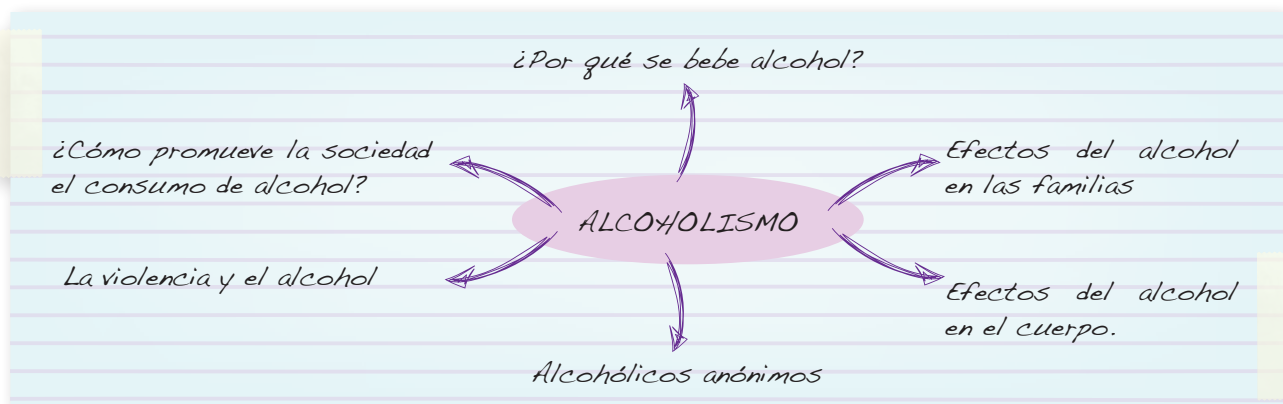 ¿Por qué se bebe alcohol?
¿Cómo promueve la sociedad
el consumo de alcohol?
Efectos del alcohol
en las familias
ALCOHOLISMO
La violencia y el alcohol
Efectos del alcohol
en el cuerpo.
Alcohólicos anónimos